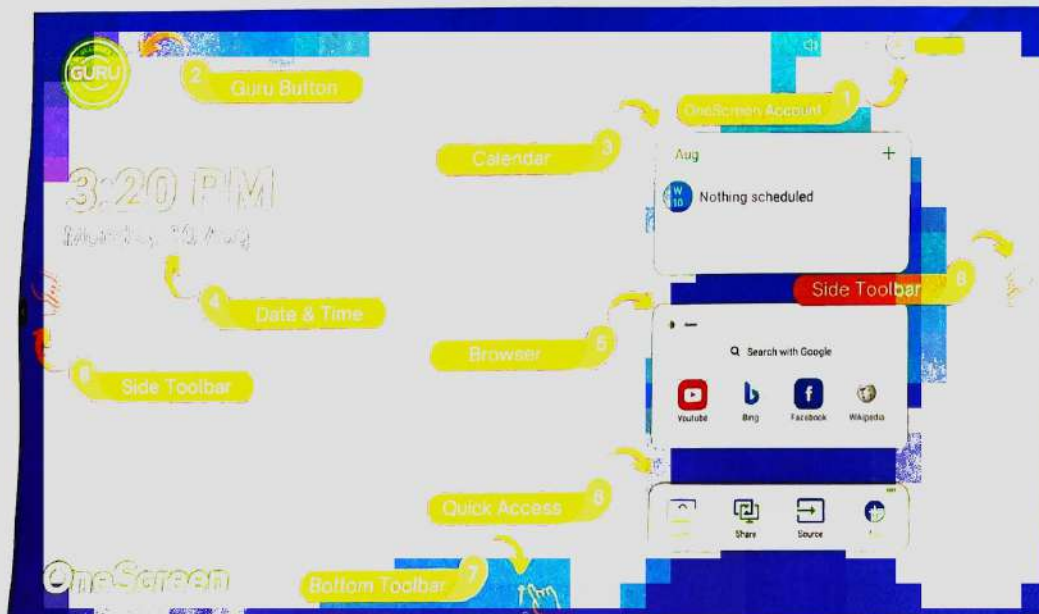 GURU
2 Guru Button
OneScreen Account 1
Calendar 3
Aug +
W
10
Nothing scheduled
3:20 PM
4 Date & Time
Side Toolbar 8
Browser 5
Search with Google
Youtube Bing Facebook Wikipedia
Side Toolbar
Quick Access 6
Share Source
OneScreen
Bottom Toolbar 7